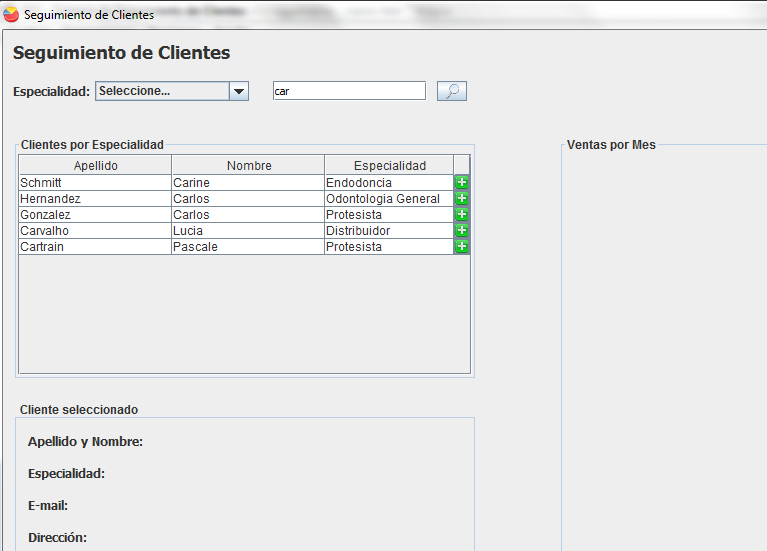 Seguimiento de Clientes
Seguimiento de Clientes
Especialidad: Seleccione... car
Clientes por Especialidad
Apellido Nombre Especialidad
Schmitt Carine Endodoncia
Hernandez Carlos Odontologia General
Gonzalez Carlos Protesista
Carvalho Lucia Distribuidor
Cartrain Pascale Protesista
Ventas por Mes
Cliente seleccionado
Apellido y Nombre:
Especialidad:
E-mail:
Dirección: